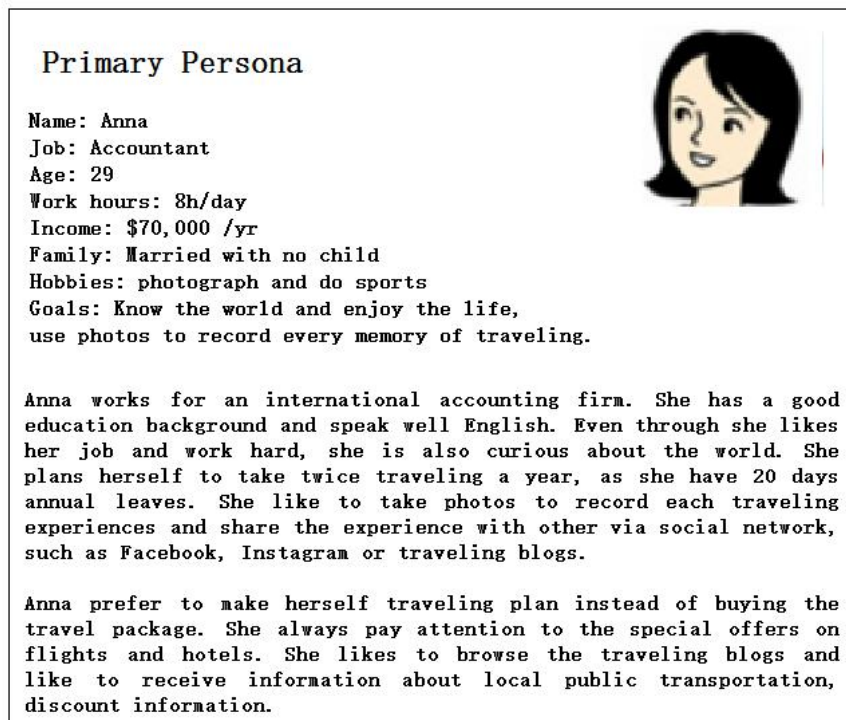 Primary Persona
Name: Anna
Job: Accountant
Age: 29
Work hours: 8h/day
Income: $70,000 /yr
Family: Married with no child
Hobbies: photograph and do sports
Goals: Know the world and enjoy the life,
use photos to record every memory of traveling.
Anna works for an international accounting firm. She has a good
education background and speak well English. Even through she likes
her job and work hard, she is also curious about the world. She
plans herself to take twice traveling a year, as she have 20 days
annual leaves. She like to take photos to record each traveling
experiences and share the experience with other via social network,
such as Facebook, Instagram or traveling blogs.
Anna prefer to make herself traveling plan instead of buying the
travel package. She always pay attention to the special offers on
flights and hotels. She likes to browse the traveling blogs and
like to receive information about local public transportation,
discount information.